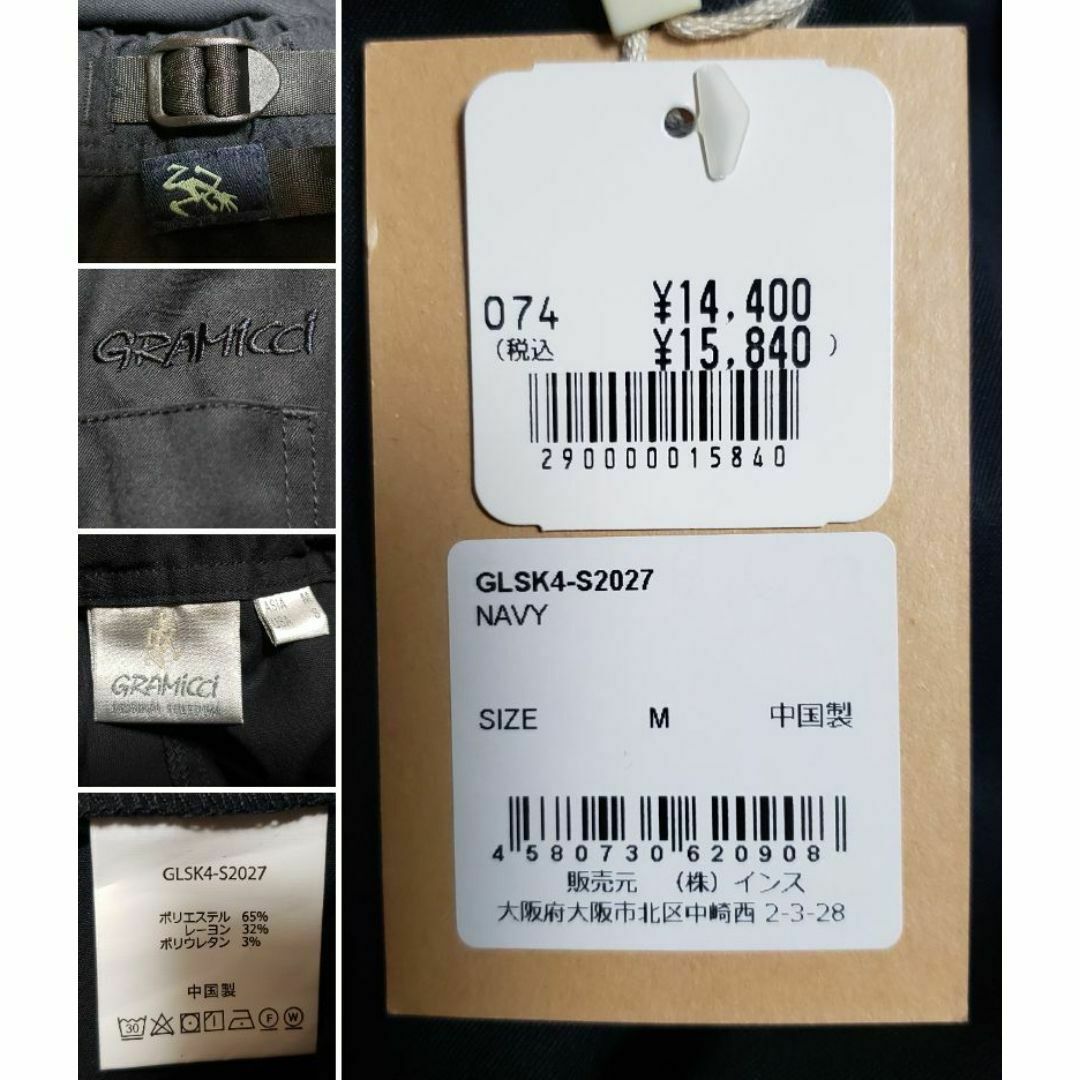 GRAMiCCi
ASIA M
USA S
GRAMiCCi
GLSK4-S2027
ポリエステル 65%
レーヨン 32%
ポリウレタン 3%
中国製
30
F W
074 ¥14,400
(税込 ¥15,840 )
290000015840
GLSK4-S2027
NAVY
SIZE M 中国製
4 580730 620908
販売元 (株)インス
大阪府大阪市北区中崎西 2-3-28